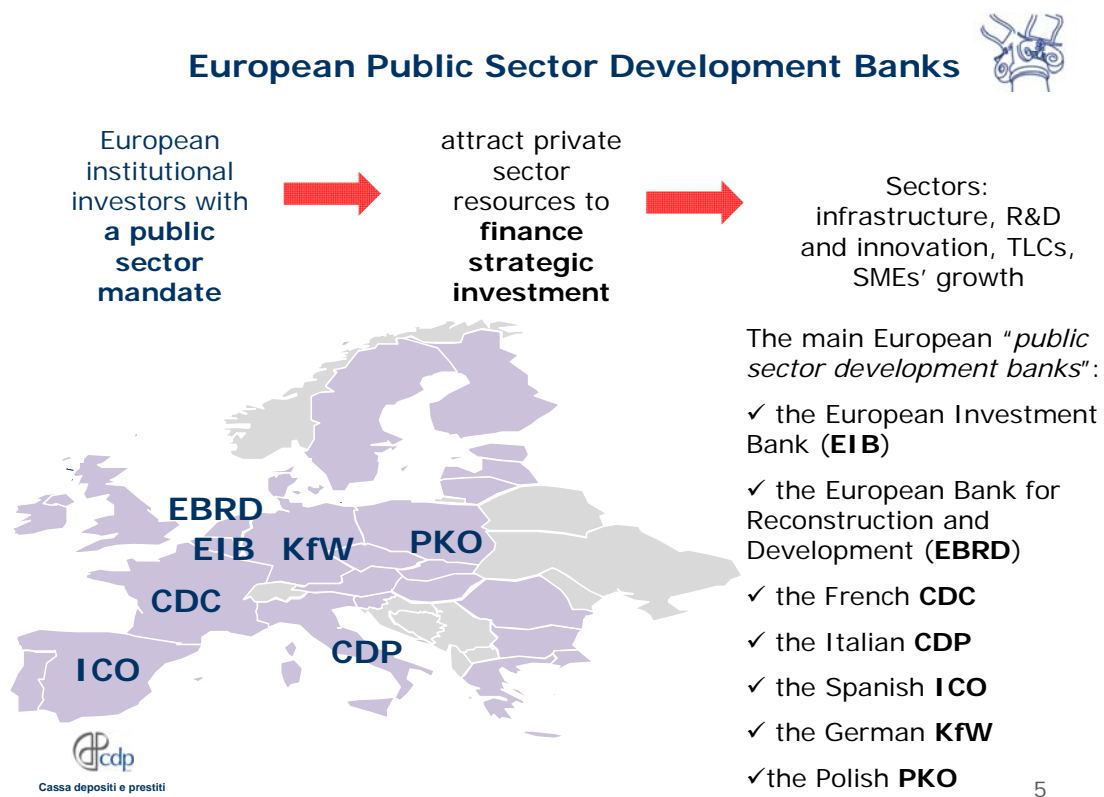 European Public Sector Development Banks
European
institutional
investors with
a public
sector
mandate
attract private
sector
resources to
finance
strategic
investment
Sectors:
infrastructure, R&D
and innovation, TLCs,
SMEs' growth
The main European "public
sector development banks":
✓ the European Investment
Bank (EIB)
✓ the European Bank for
Reconstruction and
Development (EBRD)
✓ the French CDC
✓ the Italian CDP
✓ the Spanish ICO
✓ the German KfW
✓the Polish PKO
EBRD
EIB
KfW
PKO
CDC
CDP
ICO
cdp
Cassa depositi e prestiti
5